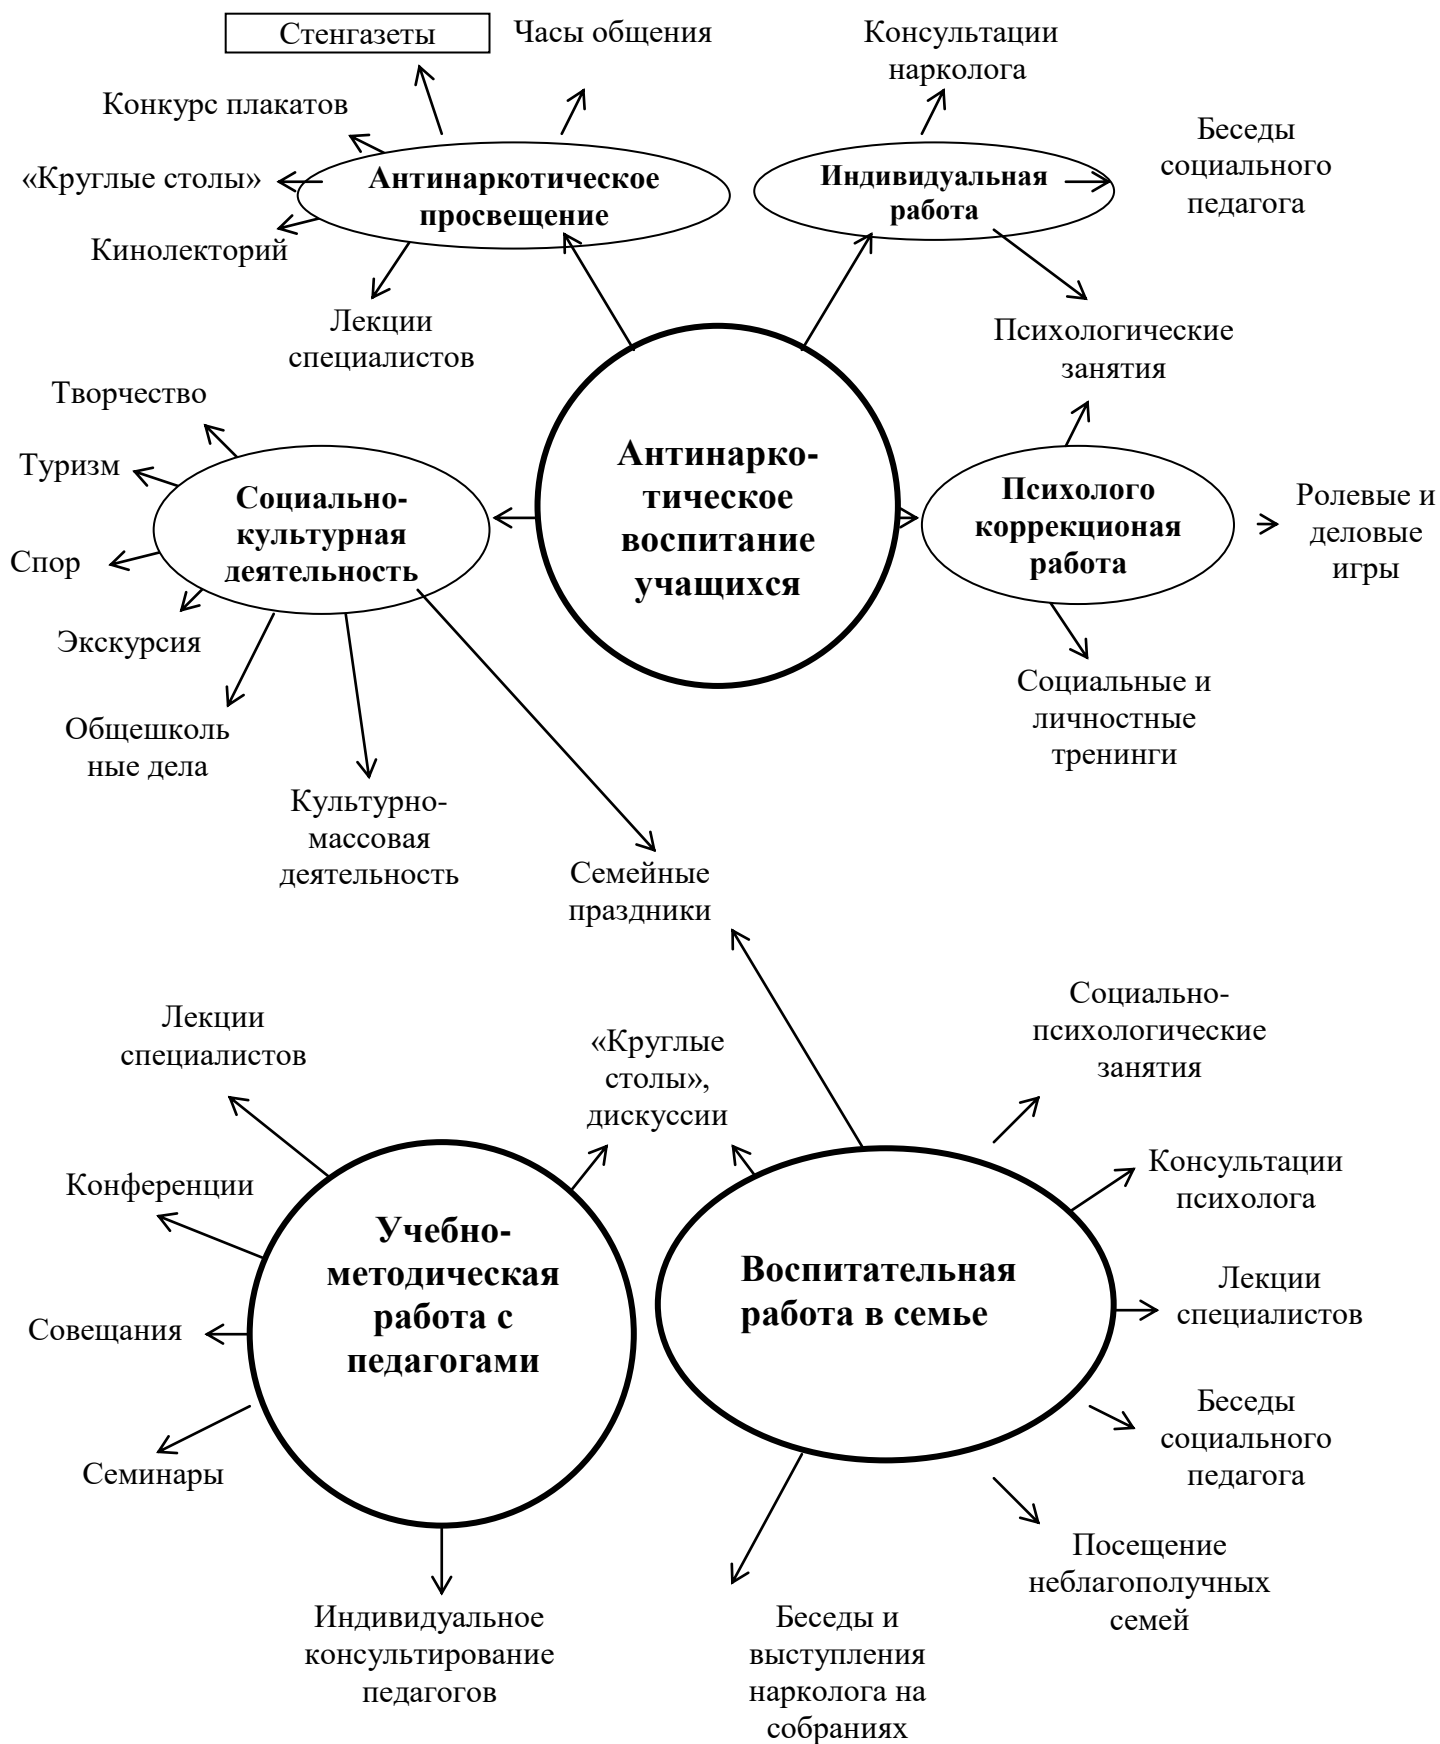 Стенгазеты
Часы общения
Консультации
нарколога
Конкурс плакатов
Беседы
социального
педагога
«Круглые столы»
Антинаркотическое
просвещение
Индивидуальная
работа
Кинолекторий
Лекции
специалистов
Психологические
занятия
Творчество
Туризм
Спор
Экскурсия
Социально-
культурная
деятельность
Антинарко-
тическое
воспитание
учащихся
Психолого
коррекционая
работа
Ролевые и
деловые
игры
Общешколь
ные дела
Социальные и
личностные
тренинги
Культурно-
массовая
деятельность
Семейные
праздники
Лекции
специалистов
«Круглые
столы»,
дискуссии
Социально-
психологические
занятия
Конференции
Консультации
психолога
Учебно-
методическая
работа с
педагогами
Воспитательная
работа в семье
Лекции
специалистов
Совещания
Беседы
социального
педагога
Семинары
Посещение
неблагополучных
семей
Индивидуальное
консультирование
педагогов
Беседы и
выступления
нарколога на
собраниях